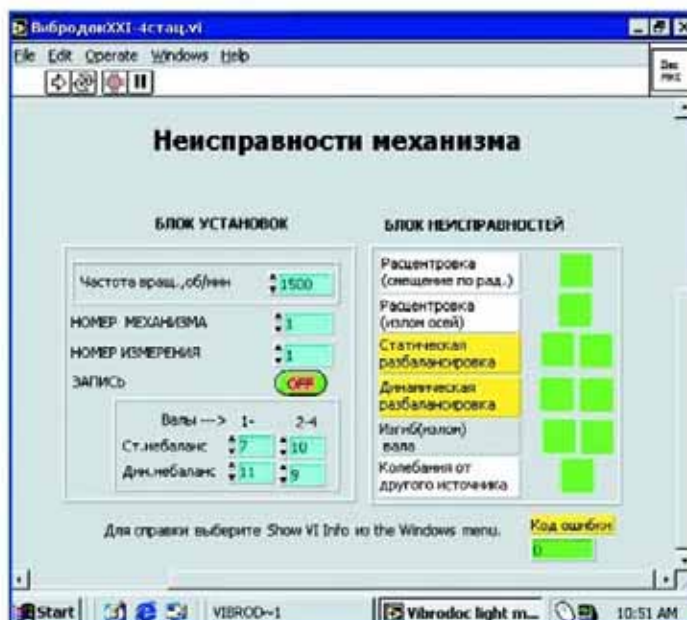 ВибродокXXI-4стац.vi
File Edit Operate Windows Help
Неисправности механизма
БЛОК УСТАНОВОК
Частота вращ.,об/мин 1500
НОМЕР МЕХАНИЗМА 1
НОМЕР ИЗМЕРЕНИЯ 1
ЗАПИСЬ OFF
Валы ---> 1- 2-4
Ст.небаланс 7 10
Дин.небаланс 11 9
БЛОК НЕИСПРАВНОСТЕЙ
Расцентровка
(смещение по рад.)
Расцентровка
(излом осей)
Статическая
разбалансировка
Динамическая
разбалансировка
Изгиб(излом)
вала
Колебания от
другого источника
Для справки выберите Show VI Info из the Windows menu.
Код ошибки
0
Start VIBROD~1 Vibrodoc light m... 10:51 AM